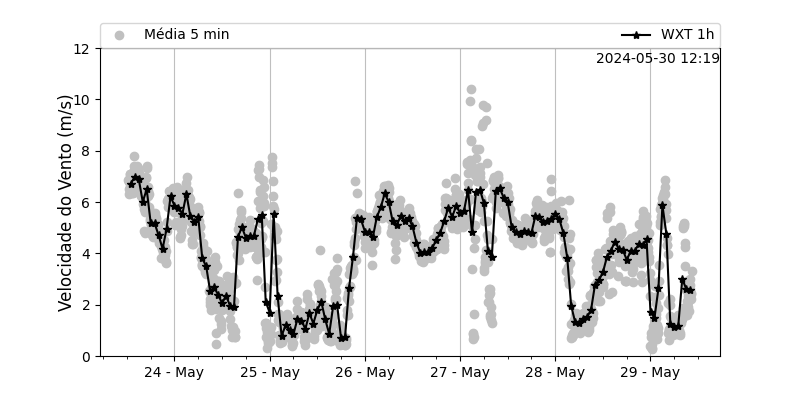 Média 5 min
WXT 1h
2024-05-30 12:19
Velocidade do Vento (m/s)
12
10
8
6
4
2
0
24 - May
25 - May
26 - May
27 - May
28 - May
29 - May